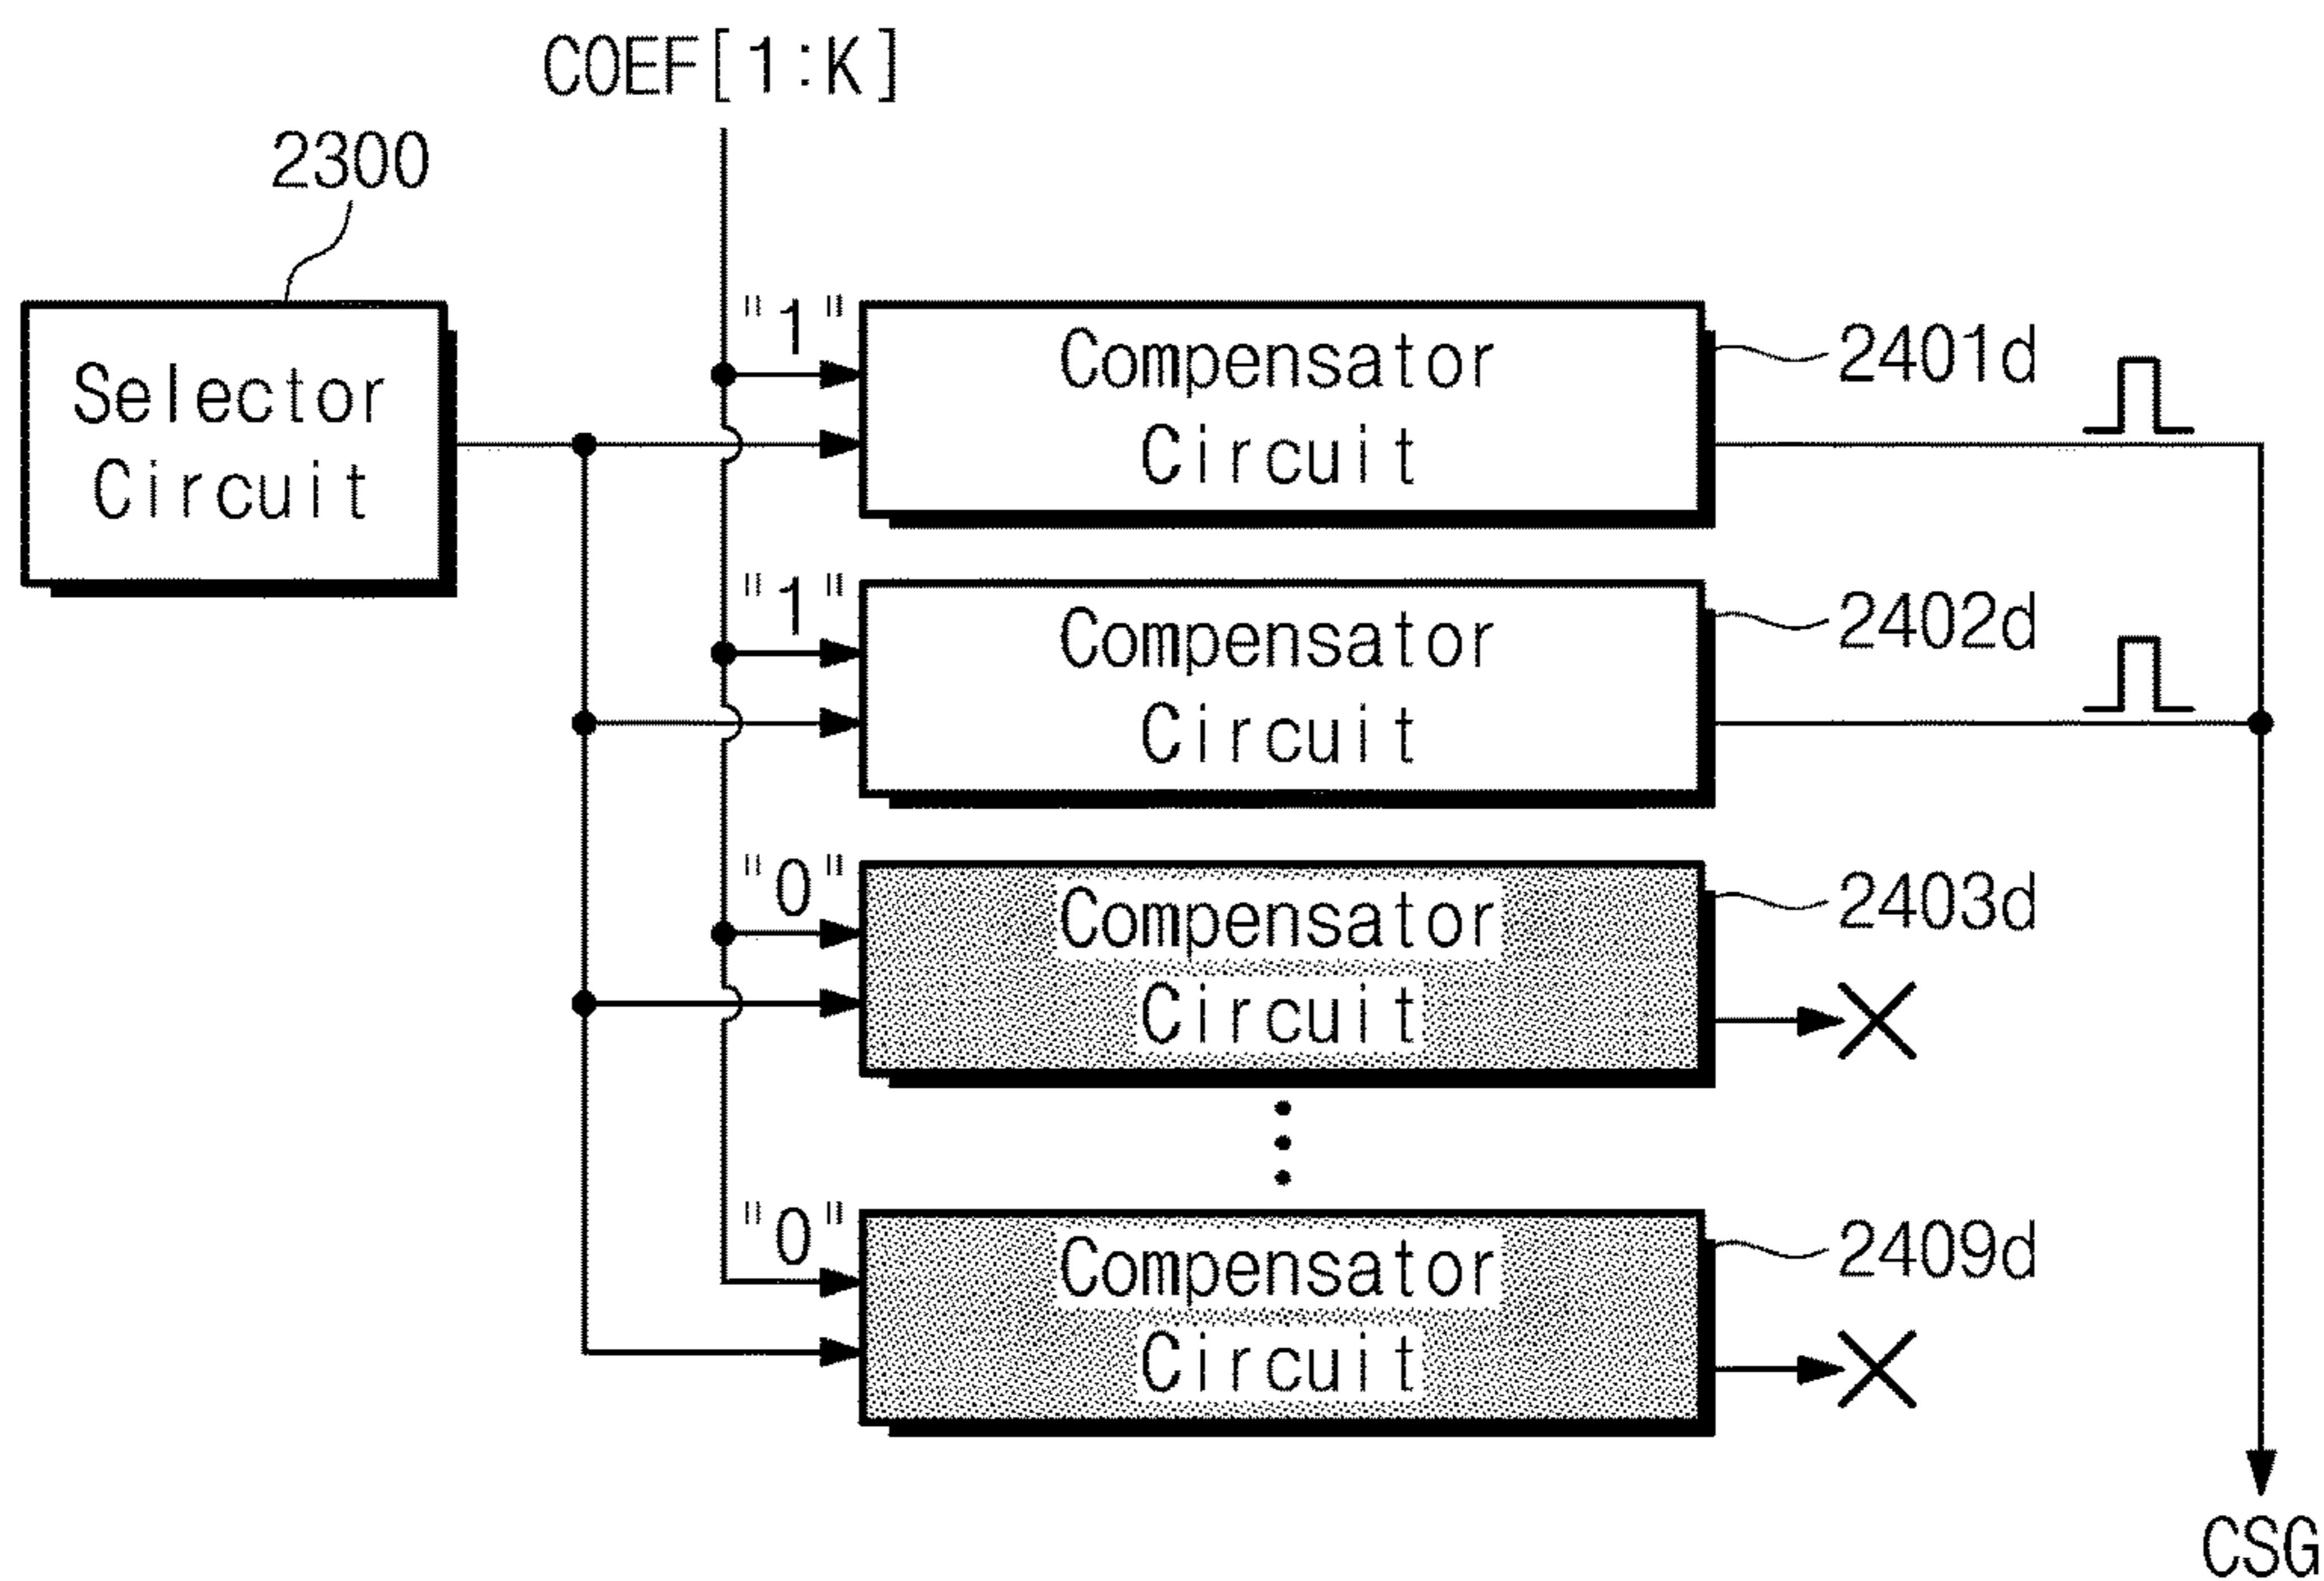 COEF[1:K]
2300
Selector
Circuit
"1"
Compensator
Circuit
2401d
"1"
Compensator
Circuit
2402d
"0"
Compensator
Circuit
2403d
"0"
Compensator
Circuit
2409d
CSG